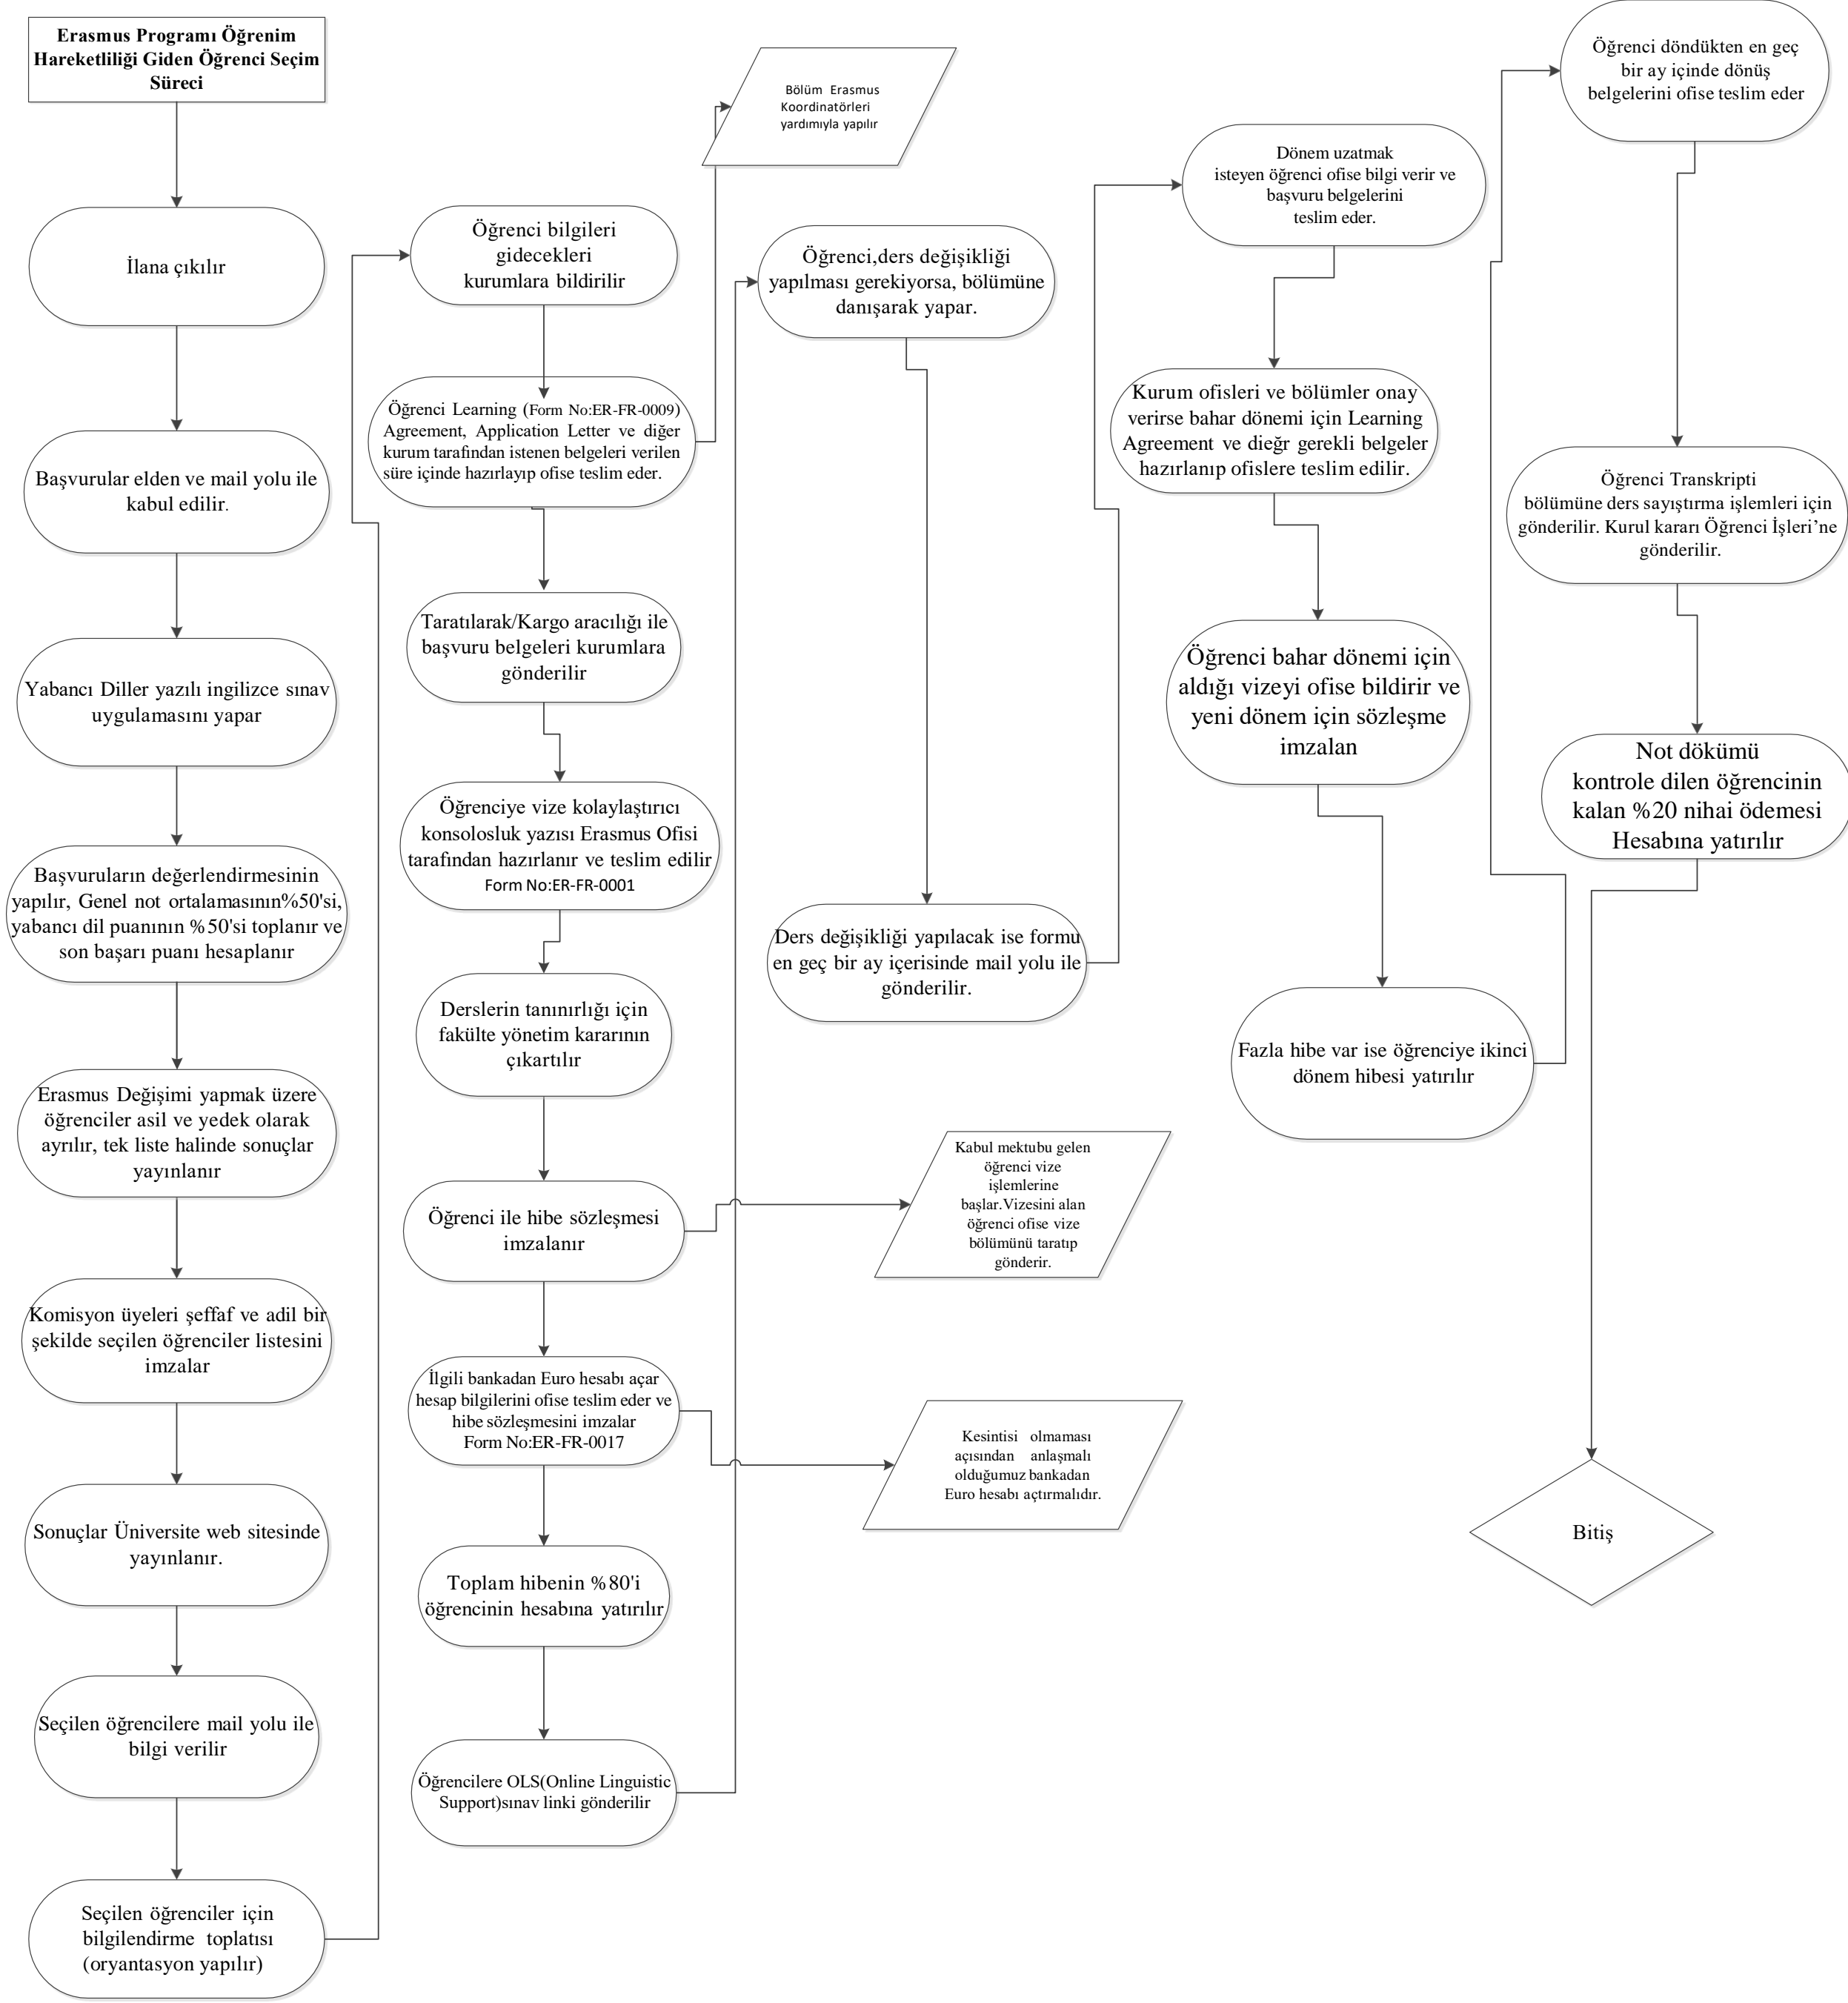 Erasmus Programı Öğrenim
Hareketliliği Giden Öğrenci Seçim
Süreci
İlana çıkılır
Başvurular elden ve mail yolu ile
kabul edilir.
Yabancı Diller yazılı ingilizce sınav
uygulamasını yapar
Başvuruların değerlendirmesinin
yapılır, Genel not ortalamasının%50'si,
yabancı dil puanının %50'si toplanır ve
son başarı puanı hesaplanır
Erasmus Değişimi yapmak üzere
öğrenciler asil ve yedek olarak
ayrılır, tek liste halinde sonuçlar
yayınlanır
Komisyon üyeleri şeffaf ve adil bir
şekilde seçilen öğrenciler listesini
imzalar
Sonuçlar Üniversite web sitesinde
yayınlanır.
Seçilen öğrencilere mail yolu ile
bilgi verilir
Seçilen öğrenciler için
bilgilendirme toplatısı
(oryantasyon yapılır)
Öğrenci bilgileri
gidecekleri
kurumlara bildirilir
Öğrenci Learning (Form No:ER-FR-0009)
Agreement, Application Letter ve diğer
kurum tarafından istenen belgeleri verilen
süre içinde hazırlayıp ofise teslim eder.
Bölüm Erasmus
Koordinatörleri
yardımıyla yapılır
Taratılarak/Kargo aracılığı ile
başvuru belgeleri kurumlara
gönderilir
Öğrenciye vize kolaylaştırıcı
konsolosluk yazısı Erasmus Ofisi
tarafından hazırlanır ve teslim edilir
Form No:ER-FR-0001
Derslerin tanınırlığı için
fakülte yönetim kararının
çıkartılır
Öğrenci ile hibe sözleşmesi
imzalanır
Kabul mektubu gelen
öğrenci vize
işlemlerine
başlar.Vizesini alan
öğrenci ofise vize
bölümünü taratıp
gönderir.
İlgili bankadan Euro hesabı açar
hesap bilgilerini ofise teslim eder ve
hibe sözleşmesini imzalar
Form No:ER-FR-0017
Kesintisi olmaması
açısından anlaşmalı
olduğumuz bankadan
Euro hesabı açtırmalıdır.
Toplam hibenin %80'i
öğrencinin hesabına yatırılır
Öğrencilere OLS(Online Linguistic
Support)sınav linki gönderilir
Öğrenci,ders değişikliği
yapılması gerekiyorsa, bölümüne
danışarak yapar.
Ders değişikliği yapılacak ise formu
en geç bir ay içerisinde mail yolu ile
gönderilir.
Dönem uzatmak
isteyen öğrenci ofise bilgi verir ve
başvuru belgelerini
teslim eder.
Kurum ofisleri ve bölümler onay
verirse bahar dönemi için Learning
Agreement ve dieğr gerekli belgeler
hazırlanıp ofislere teslim edilir.
Öğrenci bahar dönemi için
aldığı vizeyi ofise bildirir ve
yeni dönem için sözleşme
imzalan
Fazla hibe var ise öğrenciye ikinci
dönem hibesi yatırılır
Öğrenci döndükten en geç
bir ay içinde dönüş
belgelerini ofise teslim eder
Öğrenci Transkripti
bölümüne ders sayıştırma işlemleri için
gönderilir. Kurul kararı Öğrenci İşleri’ne
gönderilir.
Not dökümü
kontrole dilen öğrencinin
kalan %20 nihai ödemesi
Hesabına yatırılır
Bitiş